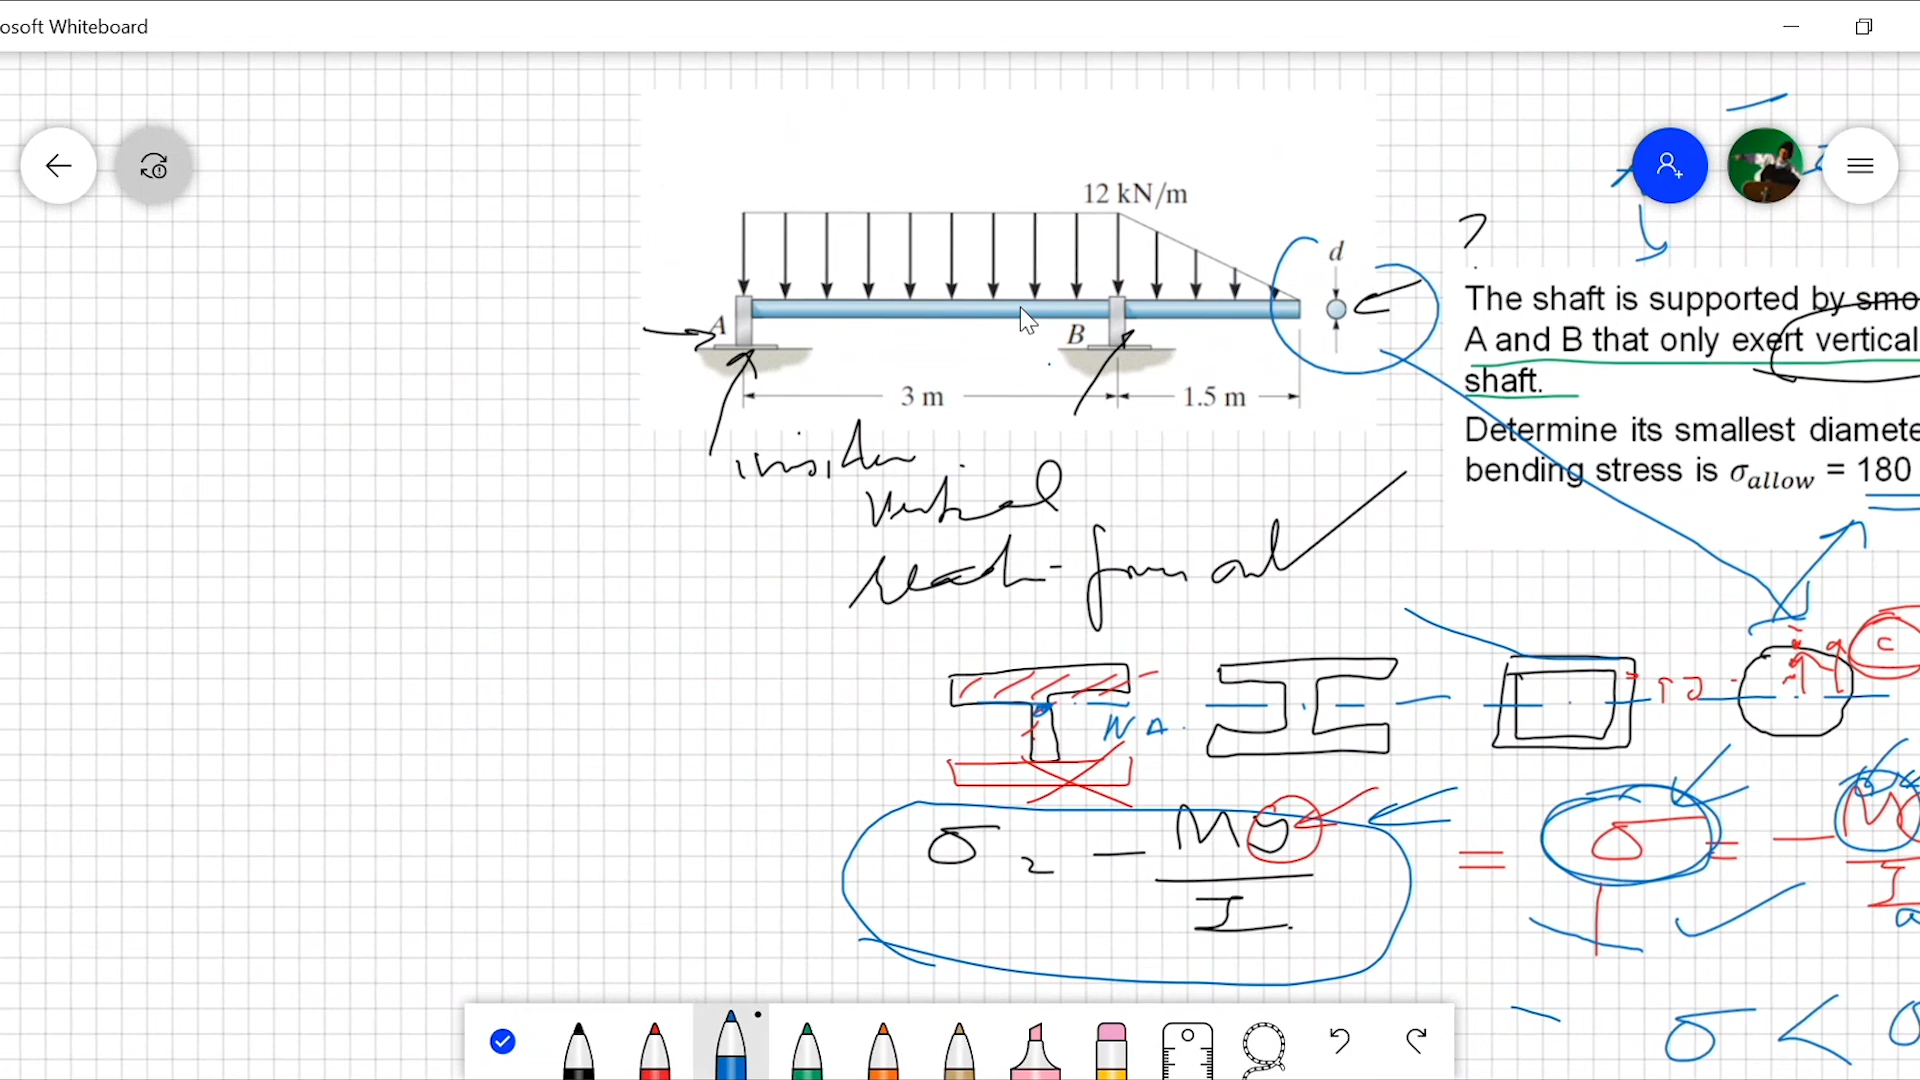 osoft Whiteboard
12 kN/m
d
?
A
B
3 m
1.5 m
The shaft is supported by smo
A and B that only exert vertical
shaft.
Determine its smallest diamete
bending stress is σallow = 180
vertical
N A.
c
σ = - My
I
= σ = -
I
σ <